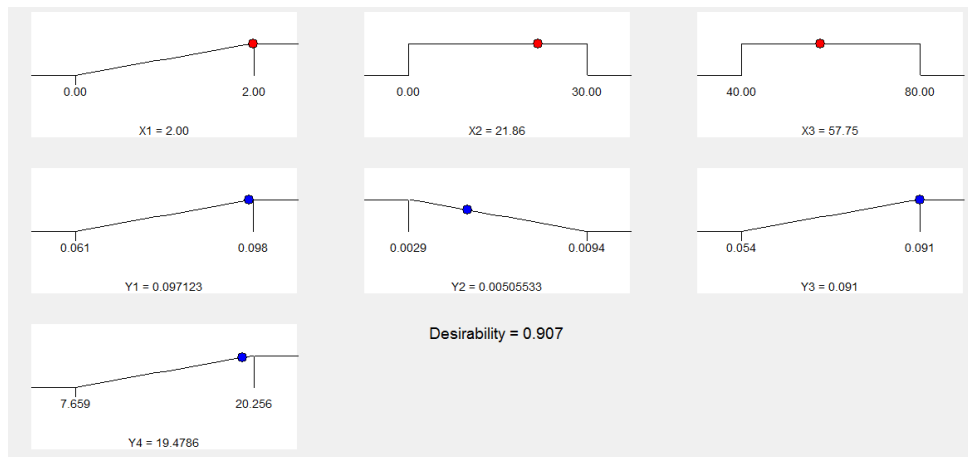 0.00 2.00
X1 = 2.00
0.00 30.00
X2 = 21.86
40.00 80.00
X3 = 57.75
0.061 0.098
Y1 = 0.097123
0.0029 0.0094
Y2 = 0.00505533
0.054 0.091
Y3 = 0.091
7.659 20.256
Y4 = 19.4786
Desirability = 0.907